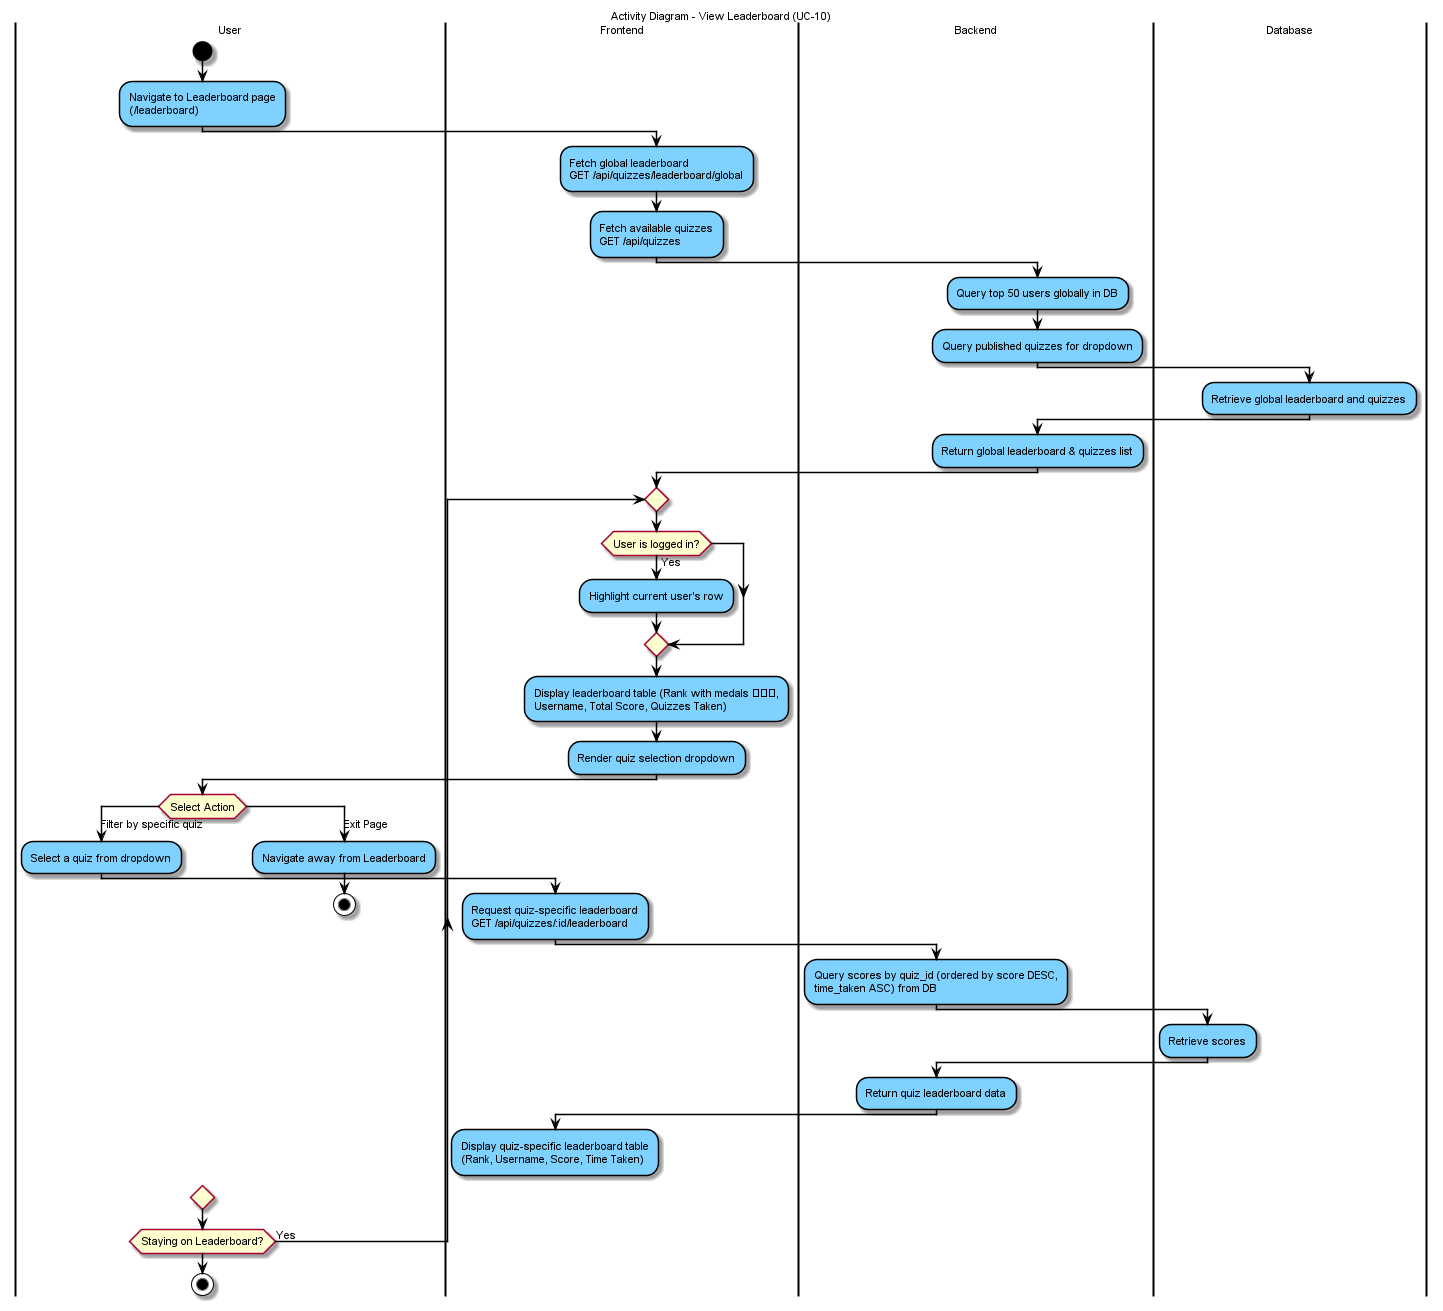 Activity Diagram - View Leaderboard (UC-10)
User
Frontend
Backend
Database
Navigate to Leaderboard page
(/leaderboard)
Fetch global leaderboard
GET /api/quizzes/leaderboard/global
Fetch available quizzes
GET /api/quizzes
Query top 50 users globally in DB
Query published quizzes for dropdown
Retrieve global leaderboard and quizzes
Return global leaderboard & quizzes list
User is logged in?
Yes
Highlight current user's row
Display leaderboard table (Rank with medals □□□,
Username, Total Score, Quizzes Taken)
Render quiz selection dropdown
Select Action
Filter by specific quiz
Exit Page
Select a quiz from dropdown
Navigate away from Leaderboard
Request quiz-specific leaderboard
GET /api/quizzes/:id/leaderboard
Query scores by quiz_id (ordered by score DESC,
time_taken ASC) from DB
Retrieve scores
Return quiz leaderboard data
Display quiz-specific leaderboard table
(Rank, Username, Score, Time Taken)
Staying on Leaderboard?
Yes